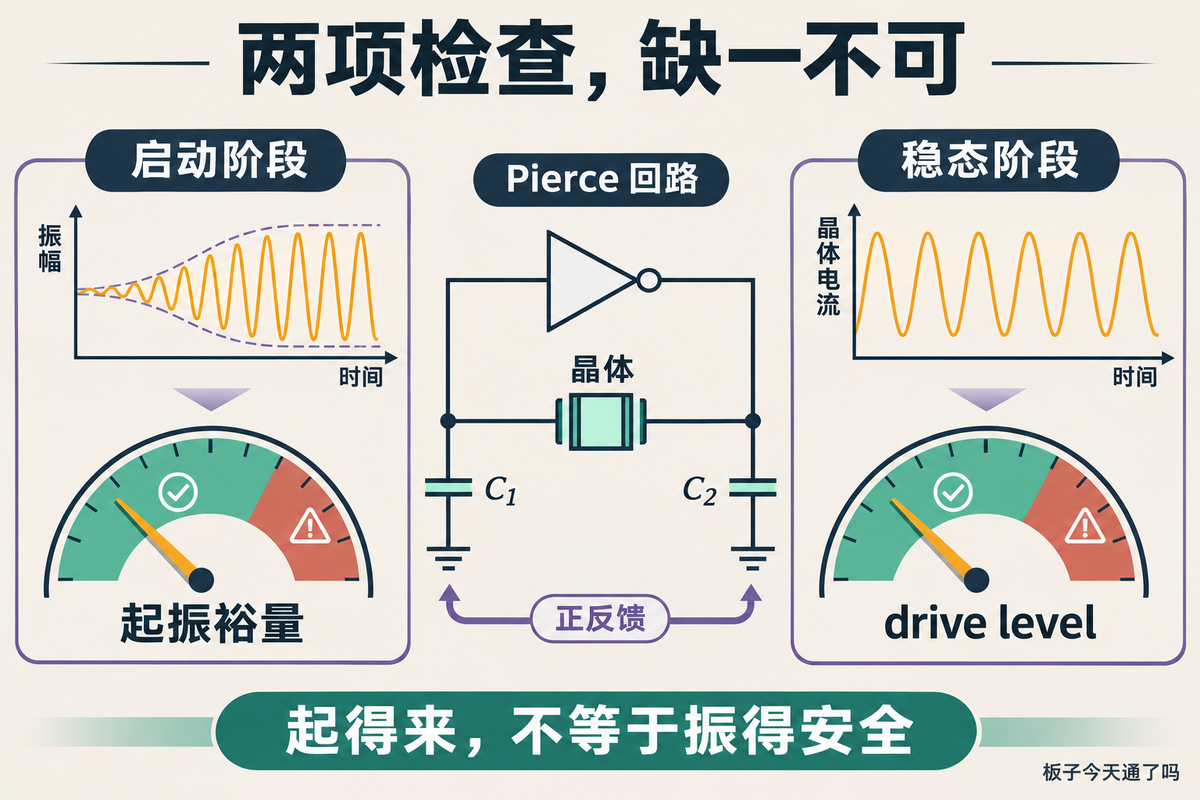 两项检查，缺一不可
启动阶段
振幅
时间
起振裕量
Pierce 回路
晶体
C1
C2
正反馈
稳态阶段
晶体电流
时间
drive level
起得来，不等于振得安全
板子今天通了吗